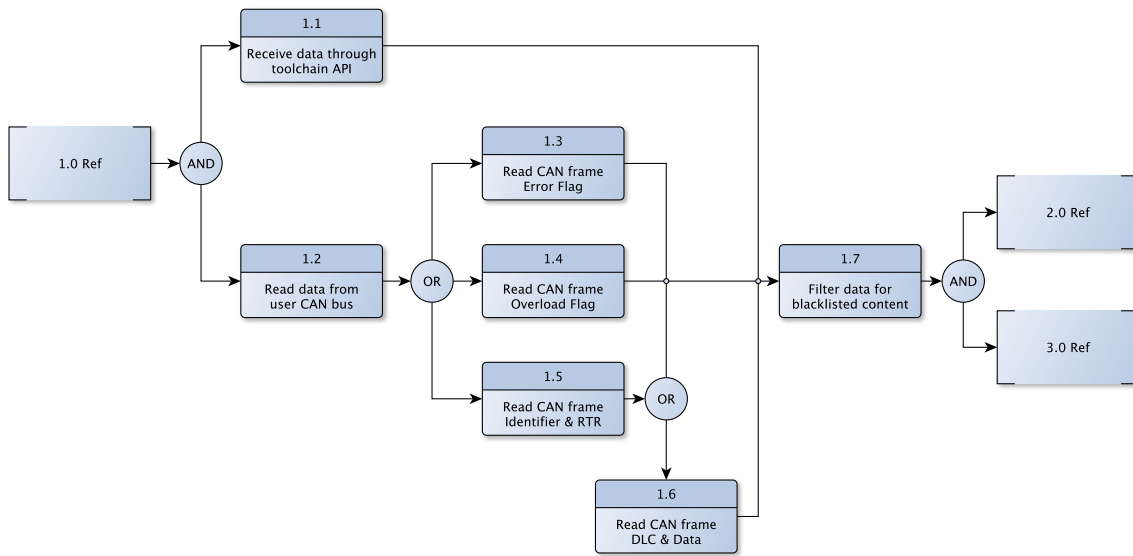 1.1
Receive data through
toolchain API
1.0 Ref
AND
1.2
Read data from
user CAN bus
OR
1.3
Read CAN frame
Error Flag
1.4
Read CAN frame
Overload Flag
1.5
Read CAN frame
Identifier & RTR
OR
1.6
Read CAN frame
DLC & Data
1.7
Filter data for
blacklisted content
AND
2.0 Ref
3.0 Ref